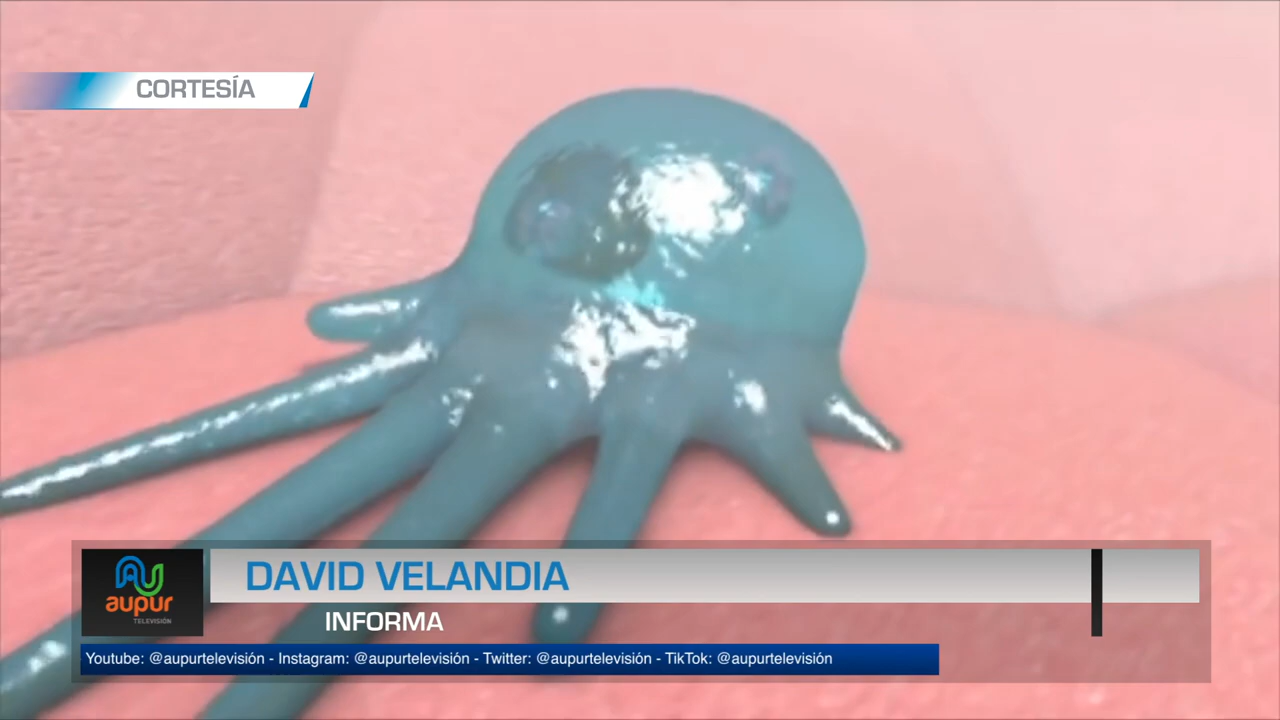 CORTESÍA
DAVID VELANDIA
aupur
TELEVISIÓN
INFORMA
Youtube: @aupurtelevisión - Instagram: @aupurtelevisión - Twitter: @aupurtelevisión - TikTok: @aupurtelevisión